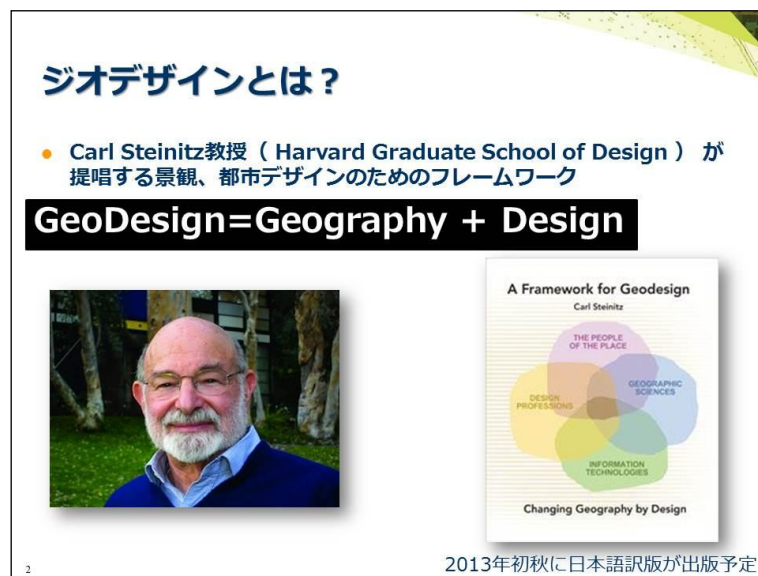 ジオデザインとは？
● Carl Steinitz教授（ Harvard Graduate School of Design ） が
提唱する景観、都市デザインのためのフレームワーク
GeoDesign=Geography + Design
A Framework for Geodesign
Carl Steinitz
THE PEOPLE
OF THE PLACE
DESIGN
PROFESSIONS
GEOGRAPHIC
SCIENCES
INFORMATION
TECHNOLOGIES
Changing Geography by Design
2013年初秋に日本語訳版が出版予定
2